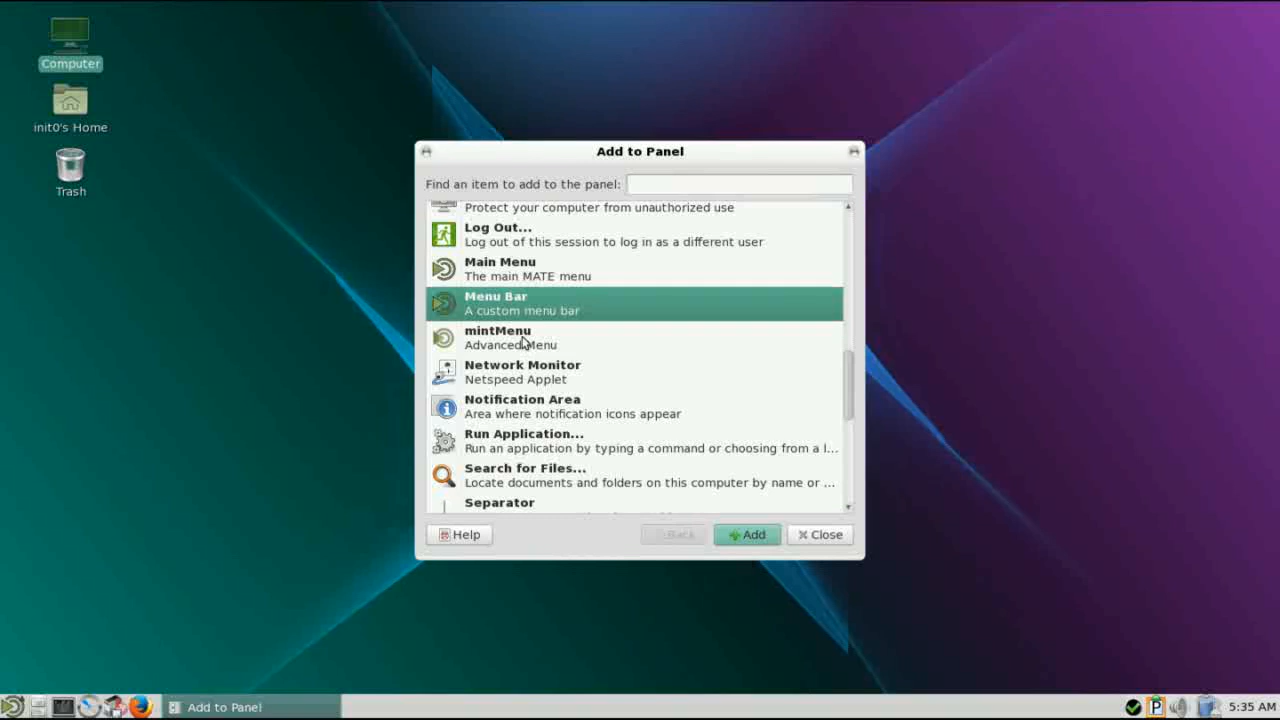 Computer
init0's Home
Trash
Add to Panel
Find an item to add to the panel:
Protect your computer from unauthorized use
Log Out...
Log out of this session to log in as a different user
Main Menu
The main MATE menu
Menu Bar
A custom menu bar
mintMenu
Advanced Menu
Network Monitor
Netspeed Applet
Notification Area
Area where notification icons appear
Run Application...
Run an application by typing a command or choosing from a l...
Search for Files...
Locate documents and folders on this computer by name or ...
Separator
Help
Back
Add
Close
Add to Panel
P
5:35 AM